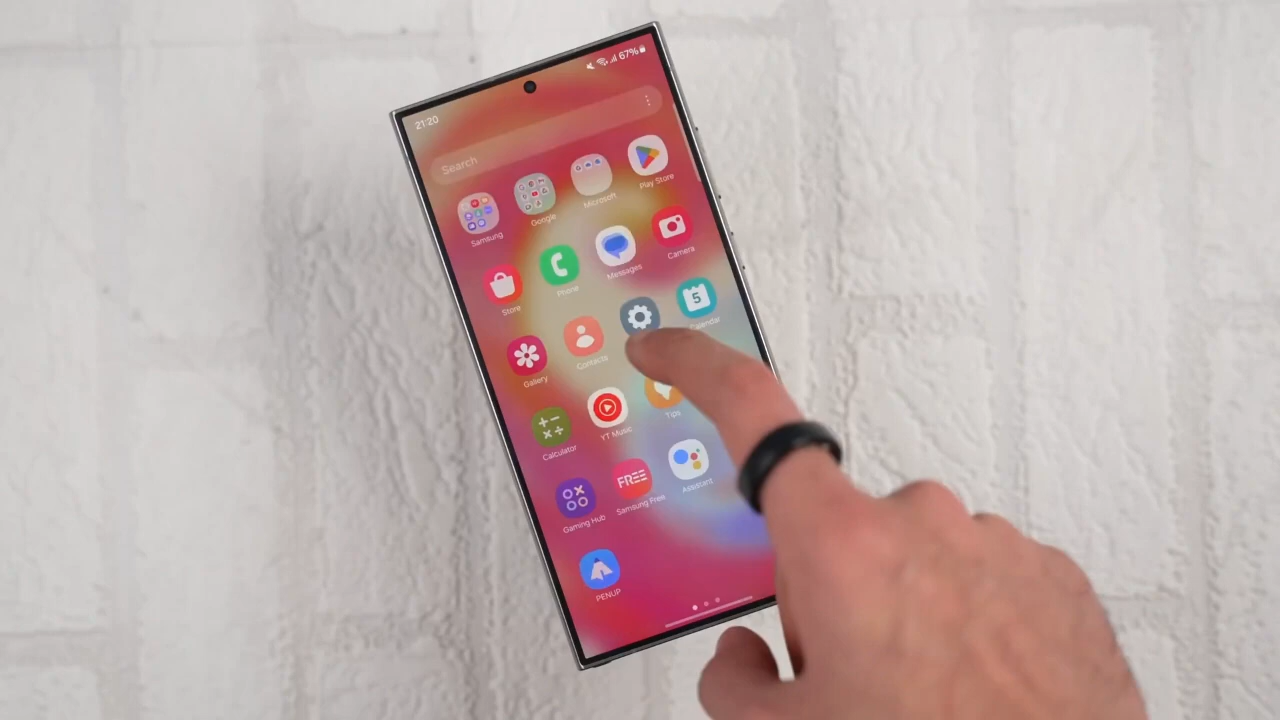 21:20
67%
Search
Samsung
Google
Microsoft
Play Store
Store
Phone
Messages
Camera
Gallery
Contacts
5
Calendar
Calculator
YT Music
Tips
Gaming Hub
FREE
Samsung Free
Assistant
PENUP